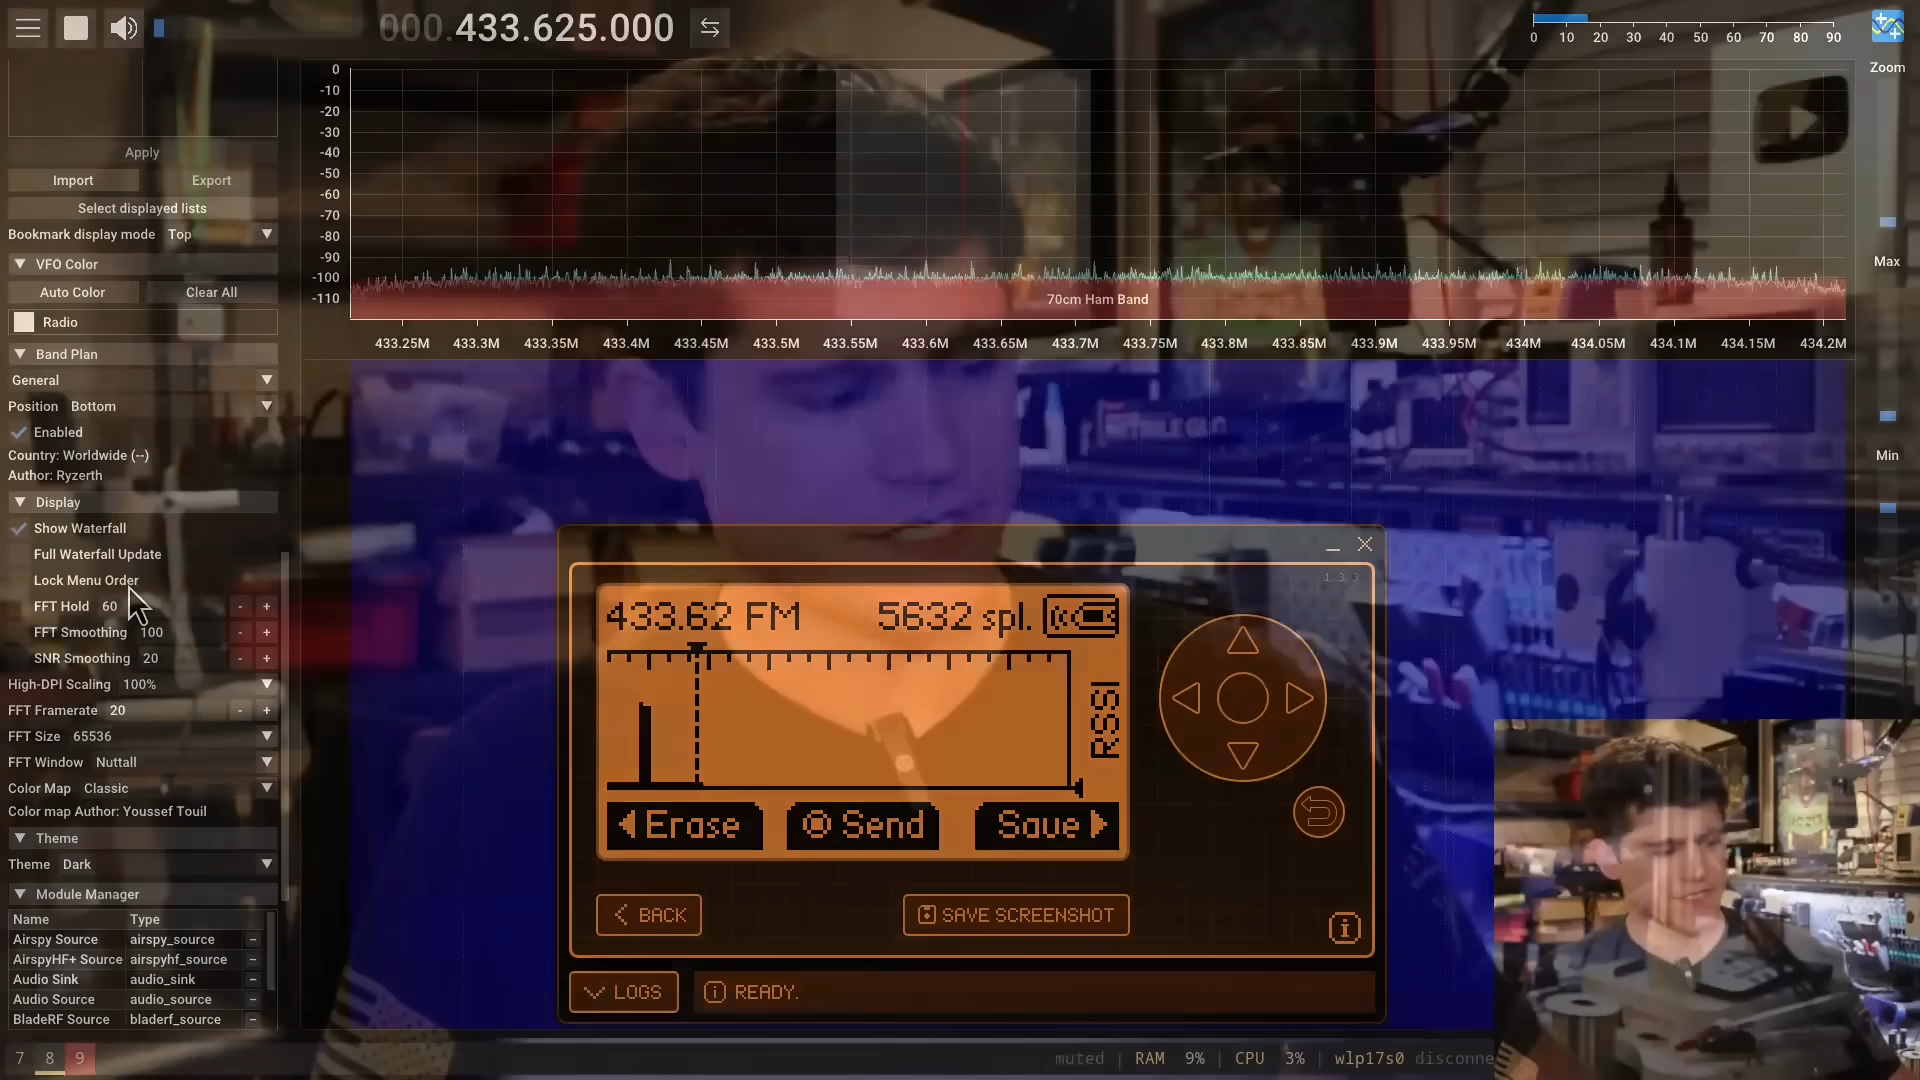 000.433.625.000
0 10 20 30 40 50 60 70 80 90
Zoom
Max
Min
Apply
Import Export
Select displayed lists
Bookmark display mode Top
VFO Color
Auto Color Clear All
Radio
Band Plan
General
Position Bottom
Enabled
Country: Worldwide (--)
Author: Ryzerth
Display
Show Waterfall
Full Waterfall Update
Lock Menu Order
FFT Hold 60 - +
FFT Smoothing 100 - +
SNR Smoothing 20 - +
High-DPI Scaling 100%
FFT Framerate 20 - +
FFT Size 65536
FFT Window Nuttall
Color Map Classic
Color map Author: Youssef Touil
Theme
Theme Dark
Module Manager
Name Type
Airspy Source airspy_source -
AirspyHF+ Source airspyhf_source -
Audio Sink audio_sink -
Audio Source audio_source -
BladeRF Source bladerf_source -
0
-10
-20
-30
-40
-50
-60
-70
-80
-90
-100
-110
70cm Ham Band
433.25M 433.3M 433.35M 433.4M 433.45M 433.5M 433.55M 433.6M 433.65M 433.7M 433.75M 433.8M 433.85M 433.9M 433.95M 434M 434.05M 434.1M 434.15M 434.2M
1.3.3
433.62 FM 5632 spl.
RSSI
Erase Send Save
BACK SAVE SCREENSHOT
LOGS READY.
7 8 9
muted | RAM 9% | CPU 3% | wlp17s0 disconne